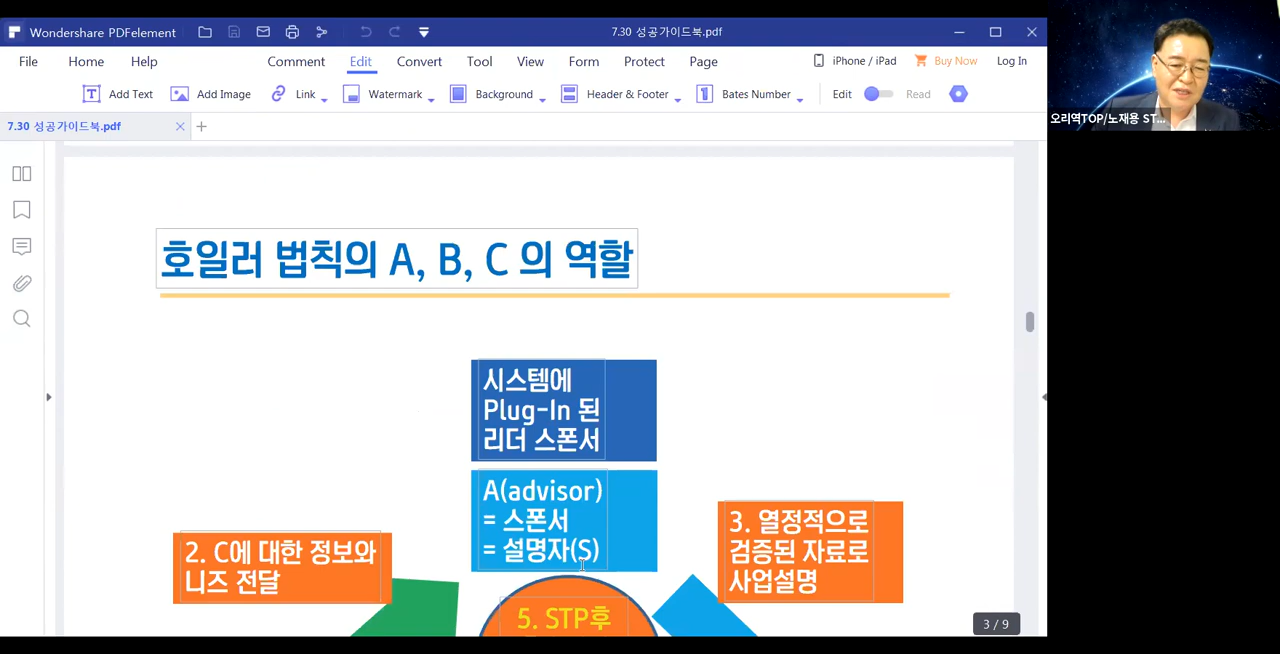 Wondershare PDFelement
7.30 성공가이드북.pdf
File Home Help Comment Edit Convert Tool View Form Protect Page iPhone / iPad Buy Now Log In
Add Text Add Image Link Watermark Background Header & Footer Bates Number Edit Read
7.30 성공가이드북.pdf
오리역TOP/노재용 ST...
호일러 법칙의 A, B, C 의 역할
시스템에
Plug-In 된
리더 스폰서
A(advisor)
= 스폰서
= 설명자(S)
2. C에 대한 정보와
니즈 전달
3. 열정적으로
검증된 자료로
사업설명
5. STP후
3 / 9